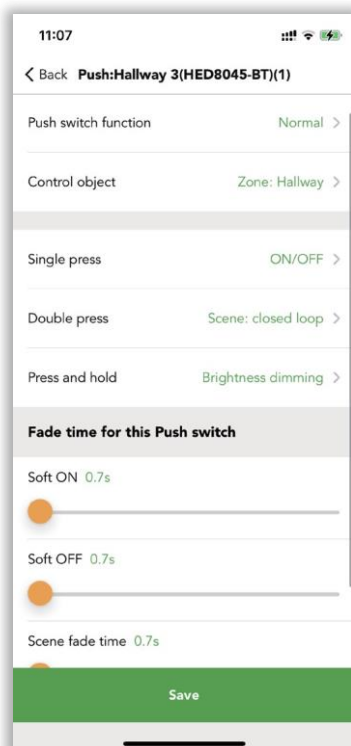 11:07
Back Push:Hallway 3(HED8045-BT)(1)
Push switch function Normal
Control object Zone: Hallway
Single press ON/OFF
Double press Scene: closed loop
Press and hold Brightness dimming
Fade time for this Push switch
Soft ON 0.7s
Soft OFF 0.7s
Scene fade time 0.7s
Save